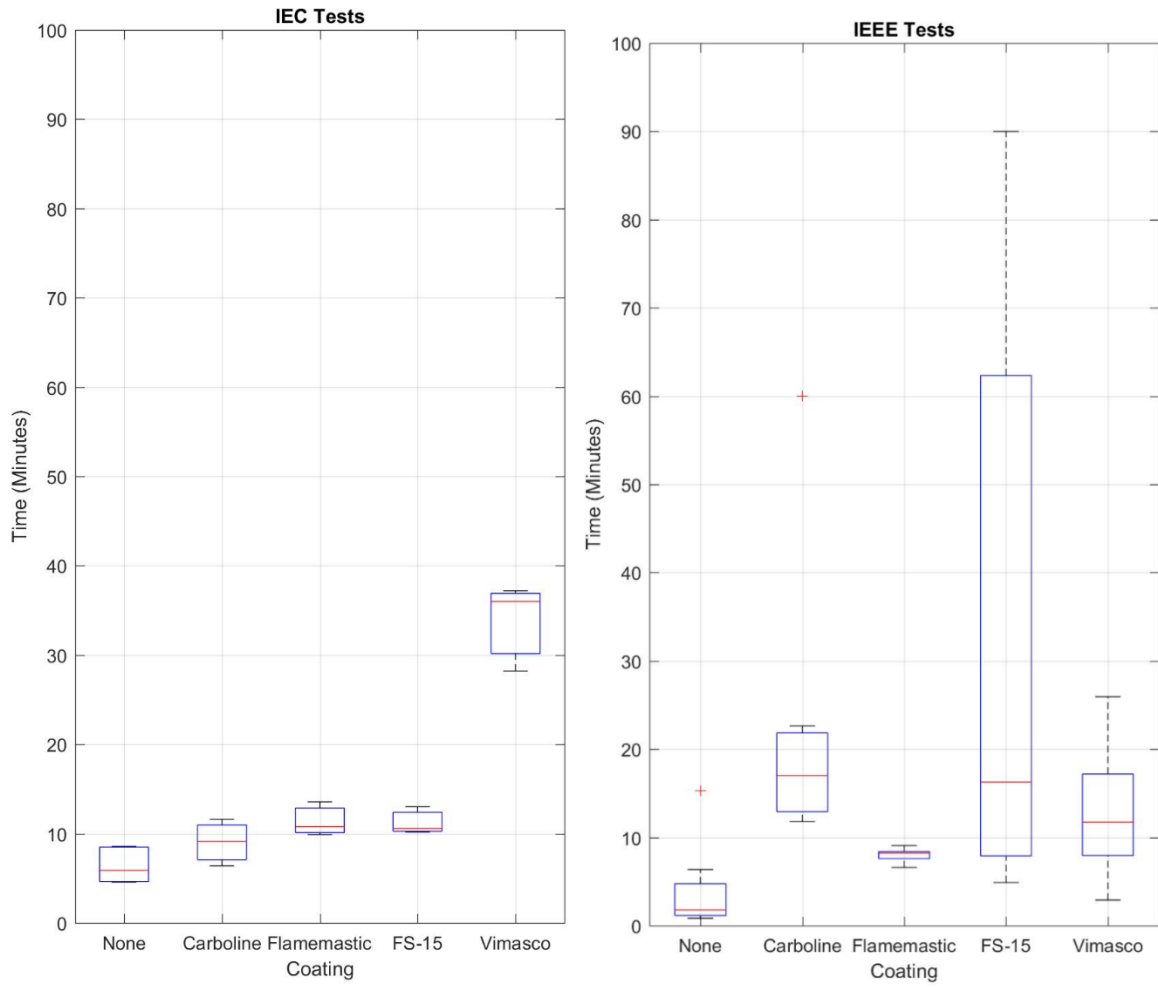 IEC Tests
100
90
80
70
60
50
40
30
20
10
0
Time (Minutes)
None Carboline Flamemastic FS-15 Vimasco
Coating
IEEE Tests
100
90
80
70
60
50
40
30
20
10
0
Time (Minutes)
None Carboline Flamemastic FS-15 Vimasco
Coating